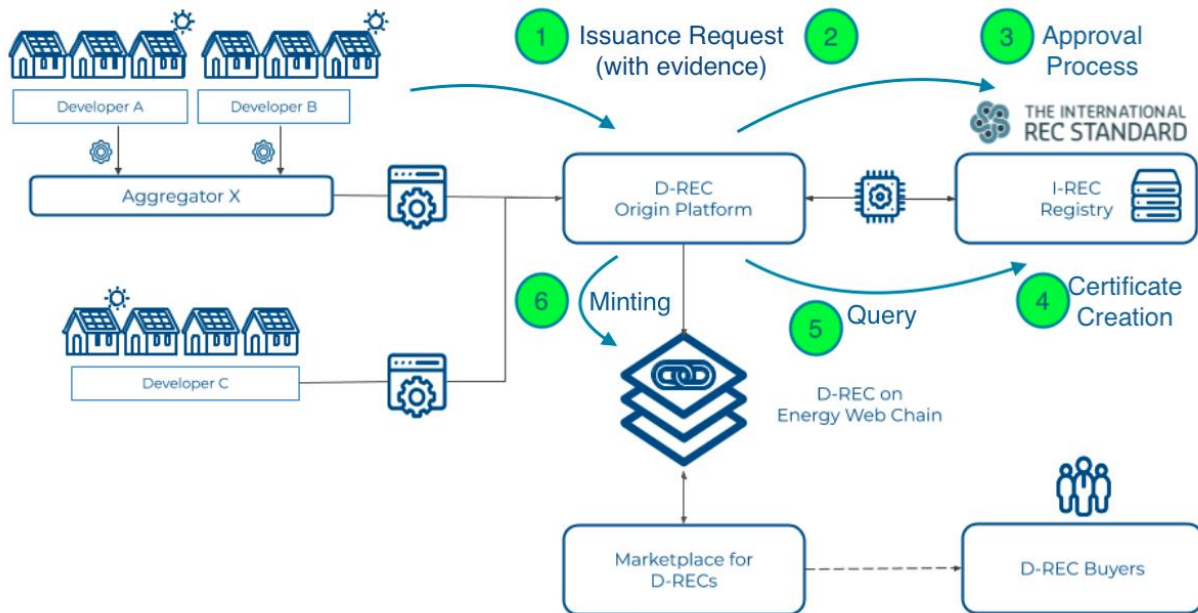 1
Issuance Request
(with evidence)
2
3
Approval
Process
Developer A
Developer B
THE INTERNATIONAL
REC STANDARD
Aggregator X
D-REC
Origin Platform
I-REC
Registry
6
Minting
5
Query
4
Certificate
Creation
Developer C
D-REC on
Energy Web Chain
Marketplace for
D-RECs
D-REC Buyers